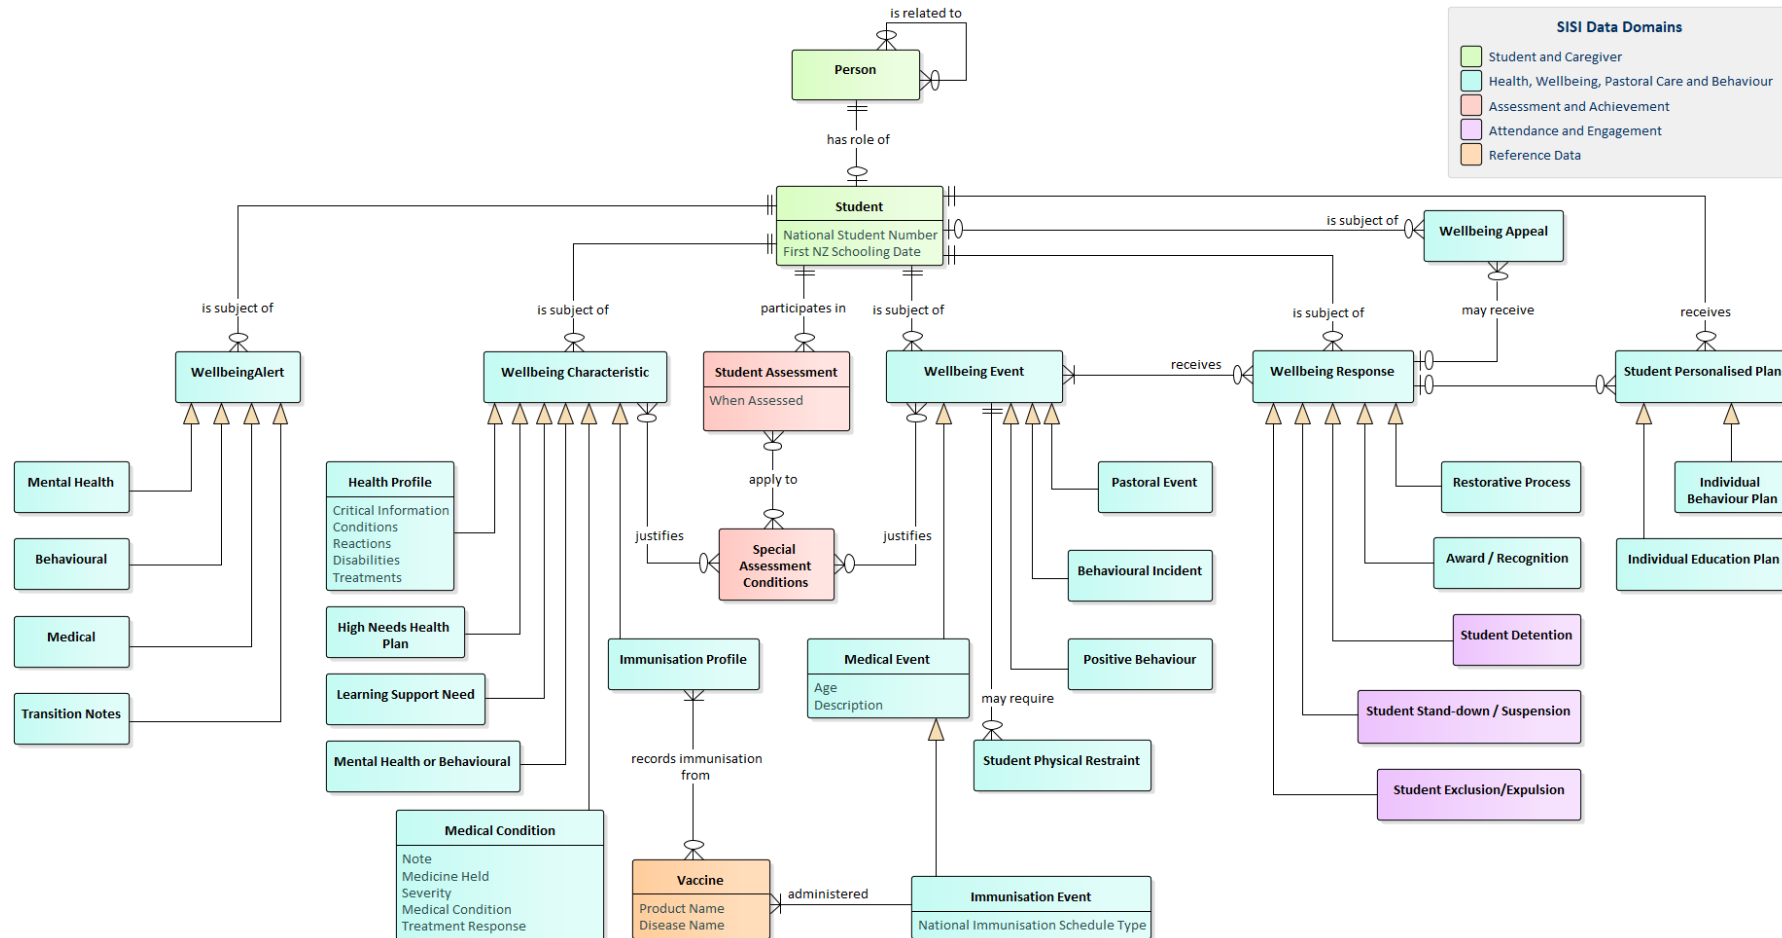 is related to
SISI Data Domains
Student and Caregiver
Health, Wellbeing, Pastoral Care and Behaviour
Assessment and Achievement
Attendance and Engagement
Reference Data
Person
has role of
Student
National Student Number
First NZ Schooling Date
is subject of
Wellbeing Appeal
is subject of
is subject of
participates in
is subject of
is subject of
may receive
receives
WellbeingAlert
Wellbeing Characteristic
Student Assessment
When Assessed
Wellbeing Event
receives
Wellbeing Response
Student Personalised Plan
Mental Health
Behavioural
Medical
Transition Notes
Health Profile
Critical Information
Conditions
Reactions
Disabilities
Treatments
High Needs Health
Plan
Learning Support Need
Mental Health or Behavioural
Medical Condition
Note
Medicine Held
Severity
Medical Condition
Treatment Response
justifies
apply to
justifies
Special
Assessment
Conditions
Immunisation Profile
records immunisation
from
Vaccine
Product Name
Disease Name
administered
Medical Event
Age
Description
Immunisation Event
National Immunisation Schedule Type
may require
Student Physical Restraint
Pastoral Event
Behavioural Incident
Positive Behaviour
Restorative Process
Award / Recognition
Student Detention
Student Stand-down / Suspension
Student Exclusion/Expulsion
Individual
Behaviour Plan
Individual Education Plan